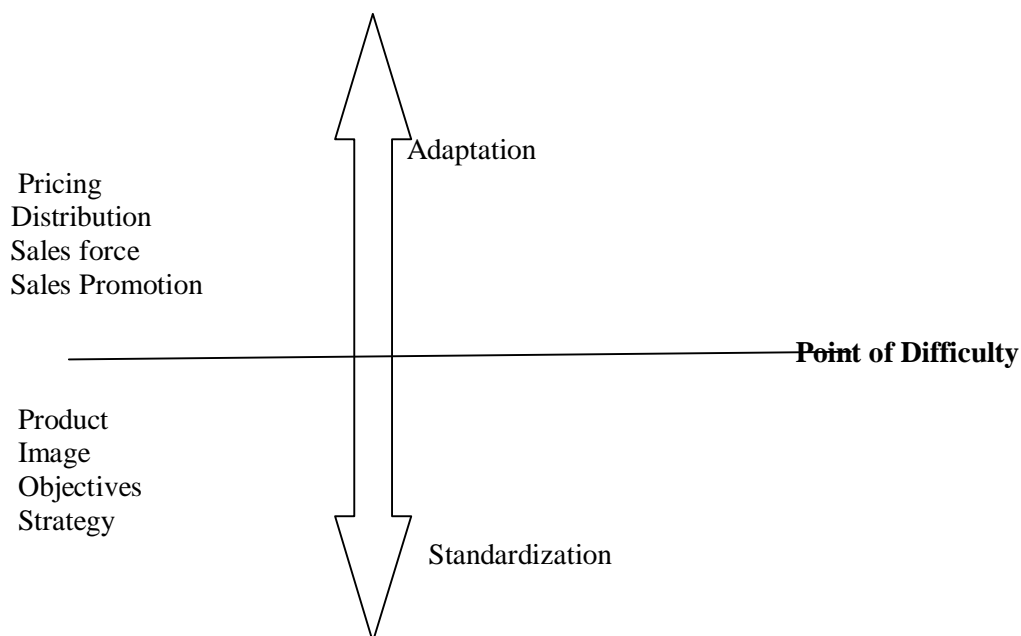 Adaptation
Pricing
Distribution
Sales force
Sales Promotion
Point of Difficulty
Product
Image
Objectives
Strategy
Standardization